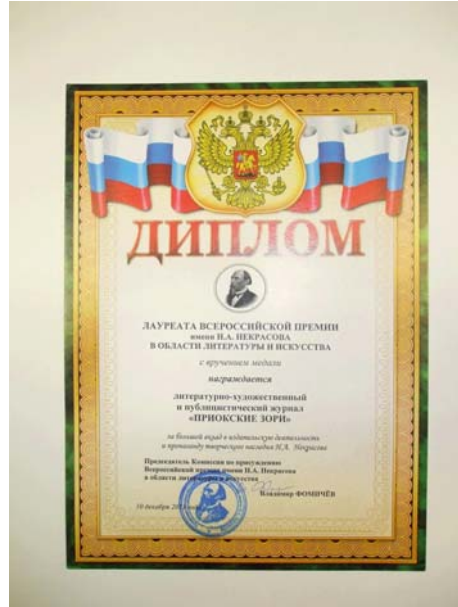 ДИПЛОМ
ЛАУРЕАТА ВСЕРОССИЙСКОЙ ПРЕМИИ
имени Н.А. НЕКРАСОВА
В ОБЛАСТИ ЛИТЕРАТУРЫ И ИСКУССТВА
с вручением медали
награждается
литературно-художественный
и публицистический журнал
«ПРИОКСКИЕ ЗОРИ»
за большой вклад в издательскую деятельность
и пропаганду творческого наследия Н.А. Некрасова
Председатель Комиссии по присуждению
Всероссийской премии имени Н.А. Некрасова
в области литературы и искусства
Владимир ФОМИЧЁВ
10 декабря